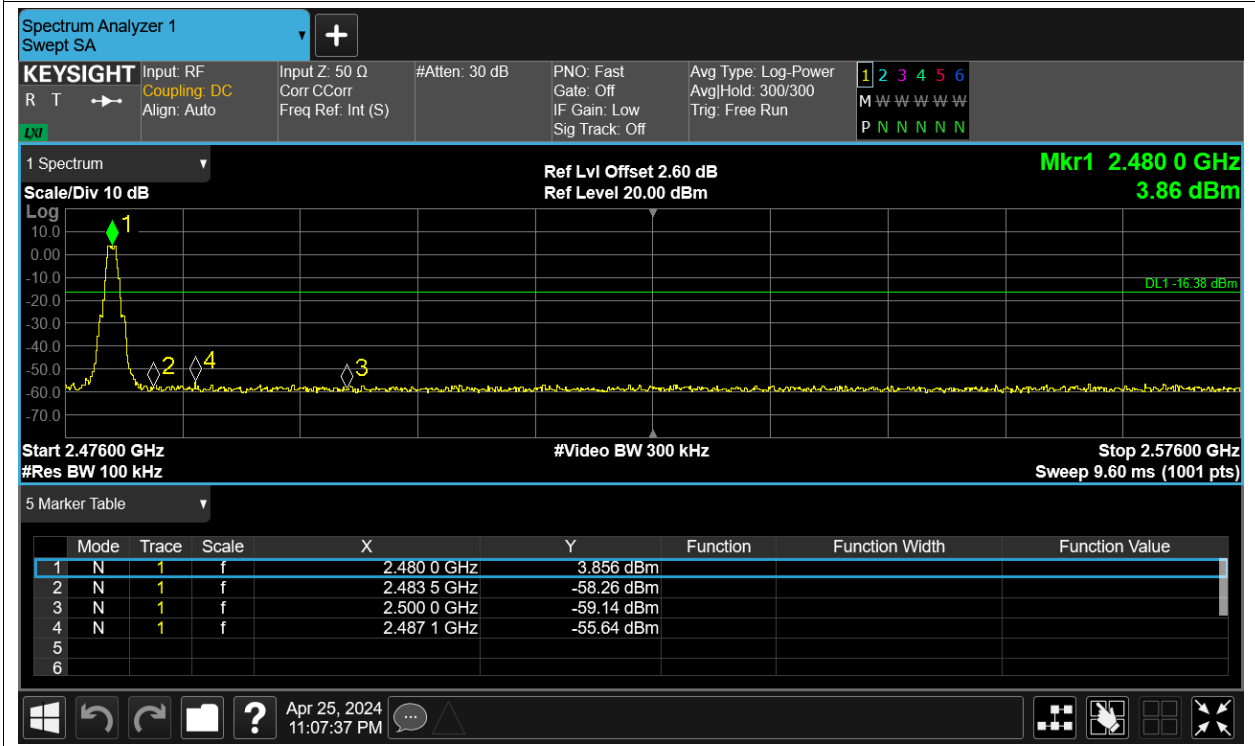 Spectrum Analyzer 1
Swept SA
+
KEYSIGHT Input: RF Input Z: 50 Ω #Atten: 30 dB PNO: Fast Avg Type: Log-Power 1 2 3 4 5 6
R T Coupling: DC Corr CCorr Gate: Off Avg|Hold: 300/300 M W W W W W
Align: Auto Freq Ref: Int (S) IF Gain: Low Trig: Free Run
LXI Sig Track: Off P N N N N N
1 Spectrum Ref Lvl Offset 2.60 dB Mkr1 2.480 0 GHz
Scale/Div 10 dB Ref Level 20.00 dBm 3.86 dBm
Log
1
10.0
0.00
-10.0
DL1 -16.38 dBm
-20.0
-30.0
-40.0
2 4 3
-50.0
-60.0
-70.0
Start 2.47600 GHz #Video BW 300 kHz Stop 2.57600 GHz
#Res BW 100 kHz Sweep 9.60 ms (1001 pts)
5 Marker Table
Mode Trace Scale X Y Function Function Width Function Value
1 N 1 f 2.480 0 GHz 3.856 dBm
2 N 1 f 2.483 5 GHz -58.26 dBm
3 N 1 f 2.500 0 GHz -59.14 dBm
4 N 1 f 2.487 1 GHz -55.64 dBm
5
6
? Apr 25, 2024
11:07:37 PM